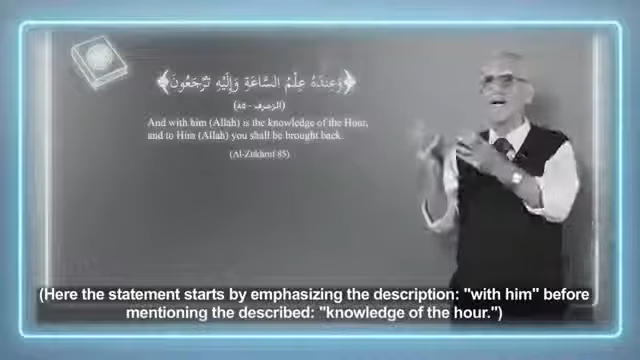 ﴿وَعِندَهُ عِلْمُ السَّاعَةِ وَإِلَيْهِ تُرْجَعُونَ﴾
(الزخرف - ٨٥)
And with him (Allah) is the knowledge of the Hour,
and to Him (Allah) you shall be brought back.
(Al-Zukhruf 85)
(Here the statement starts by emphasizing the description: "with him" before
mentioning the described: "knowledge of the hour.")